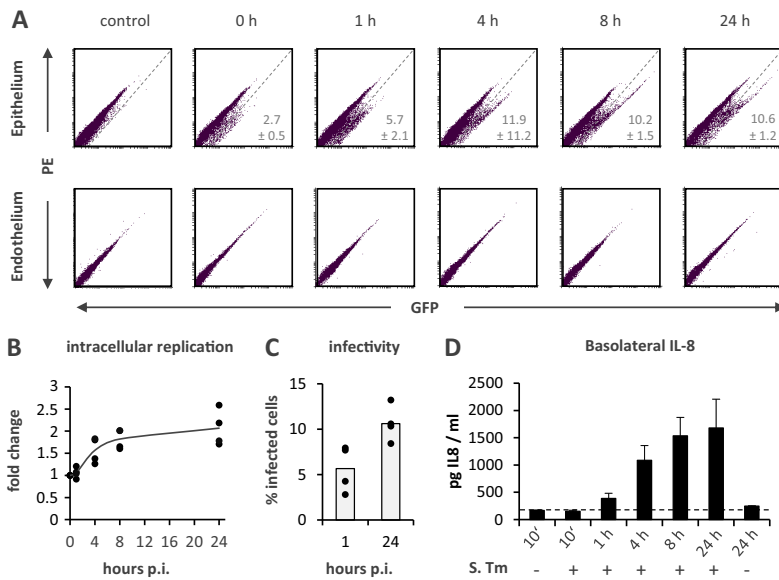 A
control 0 h 1 h 4 h 8 h 24 h
Epithelium
2.7
± 0.5
5.7
± 2.1
11.9
± 11.2
10.2
± 1.5
10.6
± 1.2
PE
Endothelium
GFP
B intracellular replication
fold change
3
2.5
2
1.5
1
0.5
0
0 4 8 12 16 20 24
hours p.i.
C infectivity
% infected cells
15
10
5
0
1 24
hours p.i.
D Basolateral IL-8
pg IL8 / ml
2500
2000
1500
1000
500
0
10‘ 10‘ 1 h 4 h 8 h 24 h 24 h
S. Tm - + + + + + -